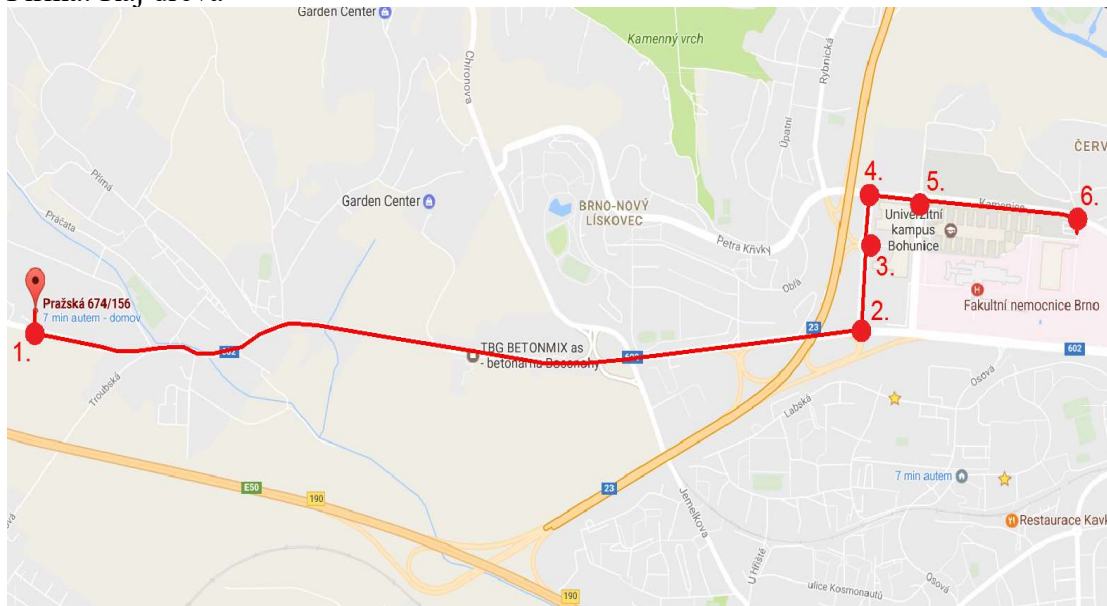 Garden Center
Kamenný vrch
Rybnická
Chironova
Úpatní
ČERV
Přímá
4.
5.
Kamenice
6.
Práčata
Garden Center
BRNO-NOVÝ
LÍSKOVEC
Univerzitní
kampus
Bohunice
Petra Křivky
3.
Oblá
Pražská 674/156
7 min autem - domov
Fakultní nemocnice Brno
1.
2.
23
602
TBG BETONMIX as
- betonárna Bosonohy
602
Osová
Troubská
Labská
E50
190
23
7 min autem
Jemelkova
Restaurace Kavk
U Hřiště
Osová
ulice Kosmonautů
190